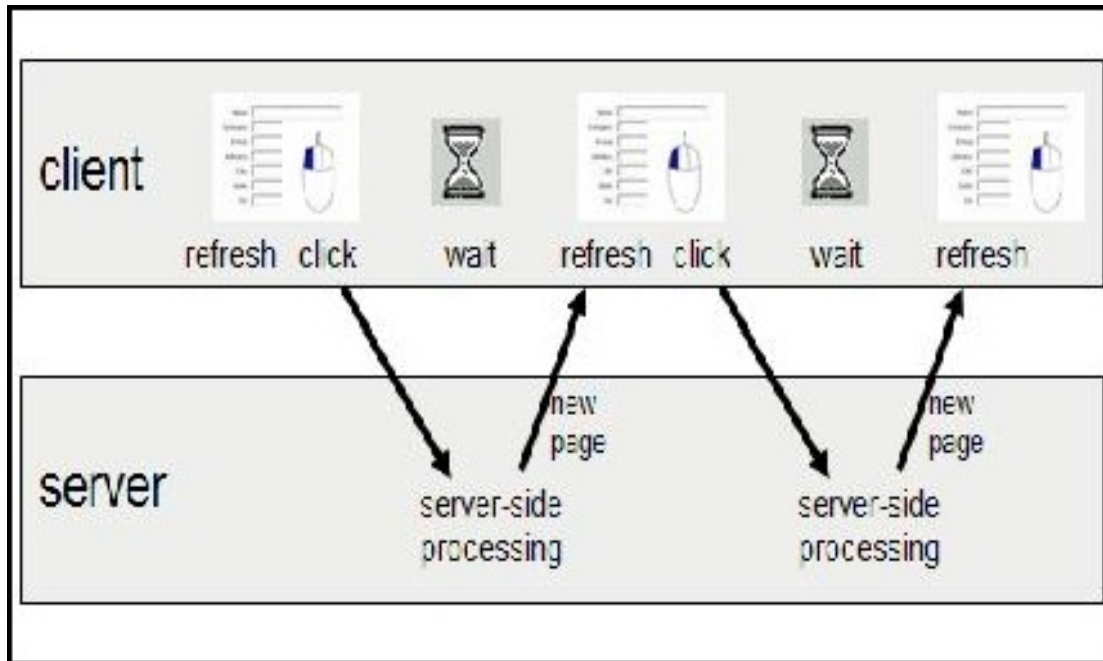 client
refresh click wait refresh click wait refresh
new
page
new
page
server
server-side
processing
server-side
processing